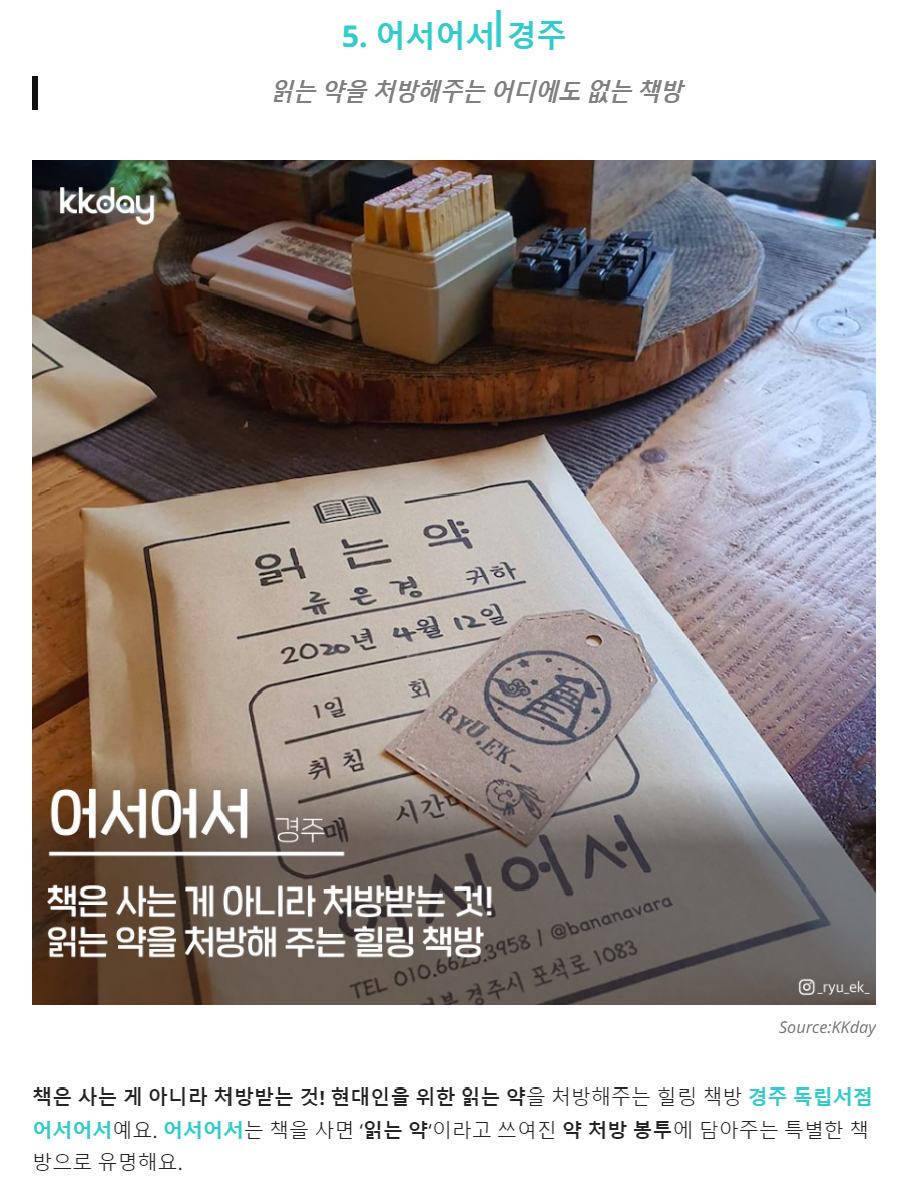 5. 어서어서│경주
읽는 약을 처방해주는 어디에도 없는 책방
kkday
읽는 약
류은경 귀하
2020년 4월 12일
1일 회
취침
시간마
매
RYU.EK_
어서어서
경주
책은 사는 게 아니라 처방받는 것!
읽는 약을 처방해 주는 힐링 책방
어서어서
TEL 010.6625.3958 / @bananavara
경주시 포석로 1083
_ryu_ek_
Source:KKday
책은 사는 게 아니라 처방받는 것! 현대인을 위한 읽는 약을 처방해주는 힐링 책방 경주 독립서점
어서어서예요. 어서어서는 책을 사면 ‘읽는 약‘이라고 쓰여진 약 처방 봉투에 담아주는 특별한 책
방으로 유명해요.